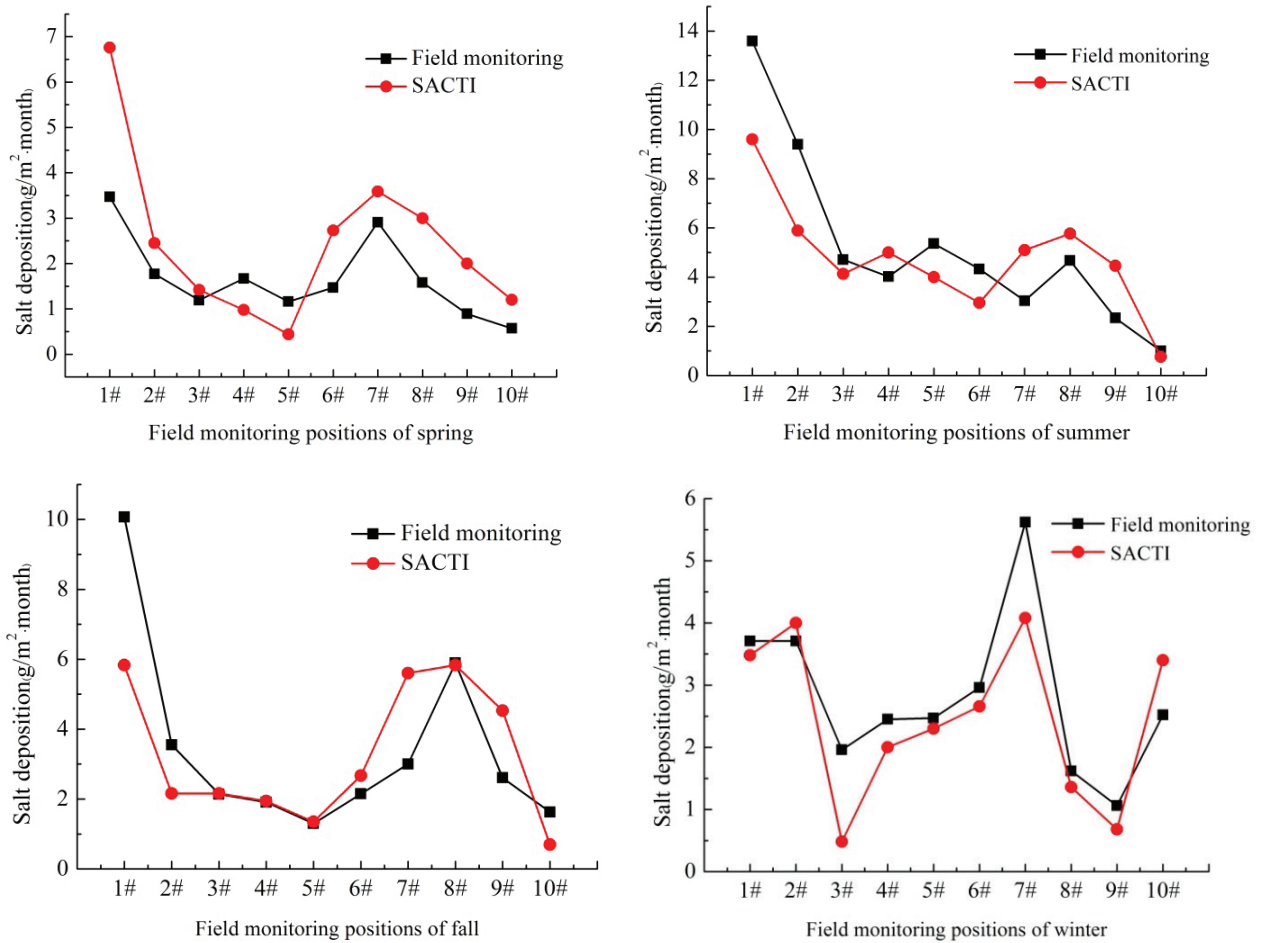 Salt deposition(g/m²·month)
7
6
5
4
3
2
1
0
Field monitoring
SACTI
1# 2# 3# 4# 5# 6# 7# 8# 9# 10#
Field monitoring positions of spring
Salt deposition(g/m²·month)
14
12
10
8
6
4
2
0
Field monitoring
SACTI
1# 2# 3# 4# 5# 6# 7# 8# 9# 10#
Field monitoring positions of summer
Salt deposition(g/m²·month)
10
8
6
4
2
0
Field monitoring
SACTI
1# 2# 3# 4# 5# 6# 7# 8# 9# 10#
Field monitoring positions of fall
Salt deposition(g/m²·month)
6
5
4
3
2
1
0
Field monitoring
SACTI
1# 2# 3# 4# 5# 6# 7# 8# 9# 10#
Field monitoring positions of winter